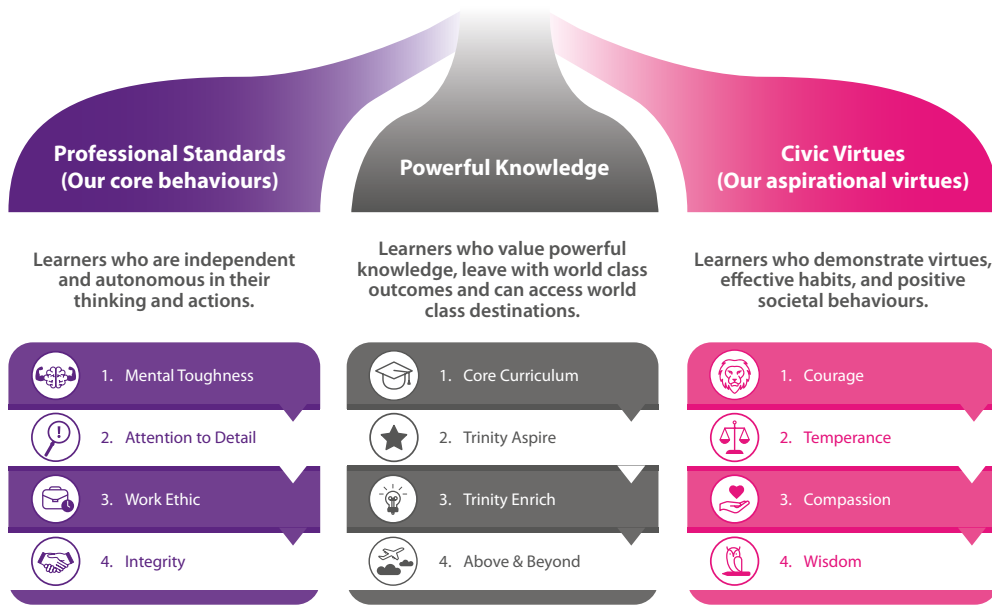 Professional Standards
(Our core behaviours)
Learners who are independent
and autonomous in their
thinking and actions.
1. Mental Toughness
2. Attention to Detail
3. Work Ethic
4. Integrity
Powerful Knowledge
Learners who value powerful
knowledge, leave with world class
outcomes and can access world
class destinations.
1. Core Curriculum
2. Trinity Aspire
3. Trinity Enrich
4. Above & Beyond
Civic Virtues
(Our aspirational virtues)
Learners who demonstrate virtues,
effective habits, and positive
societal behaviours.
1. Courage
2. Temperance
3. Compassion
4. Wisdom